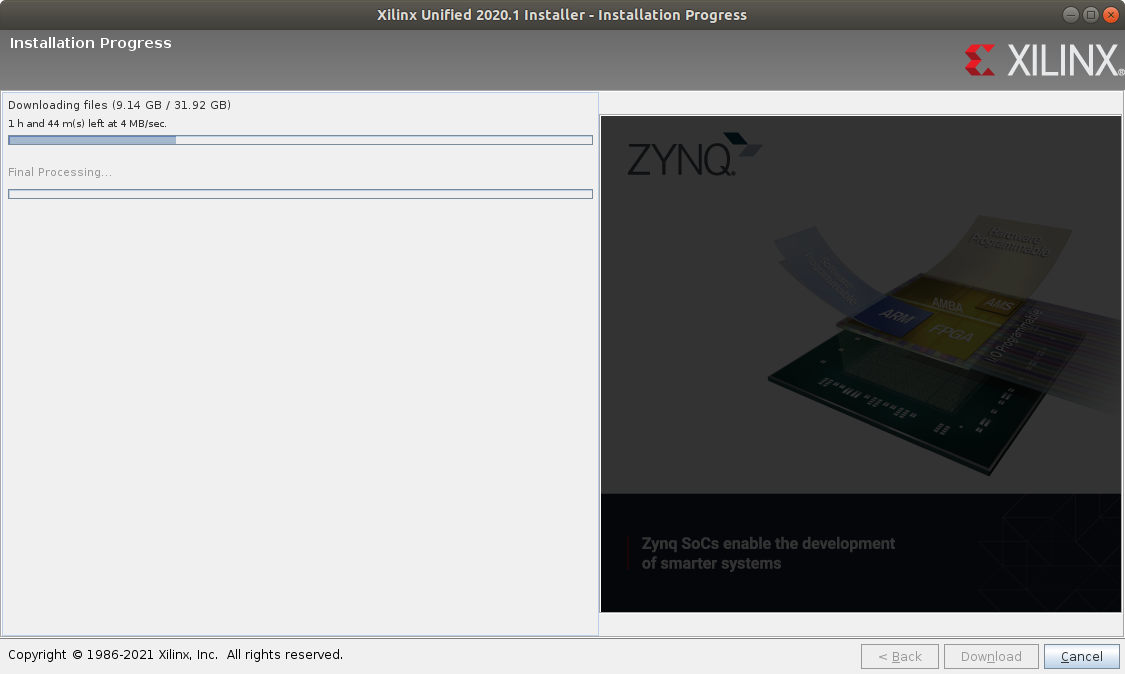 Xilinx Unified 2020.1 Installer - Installation Progress
Installation Progress
XILINX®
Downloading files (9.14 GB / 31.92 GB)
1 h and 44 m(s) left at 4 MB/sec.
Final Processing...
ZYNQ
Hardware
Programmable
Software
Programmable
AMBA
AMS
ARM
FPGA
I/O Programmable
Zynq SoCs enable the development
of smarter systems
Copyright © 1986-2021 Xilinx, Inc.  All rights reserved.
< Back
Download
Cancel